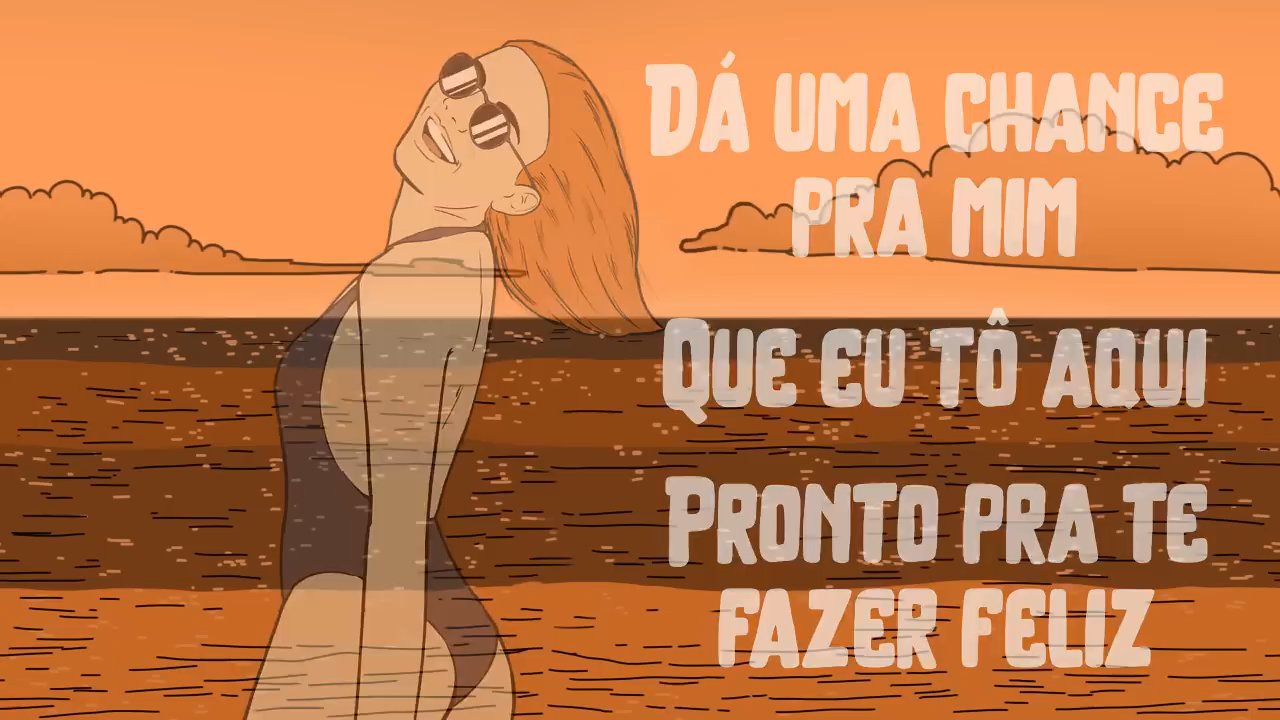 Dá uma chance
pra mim
Que eu tô aqui
Pronto pra te
fazer feliz